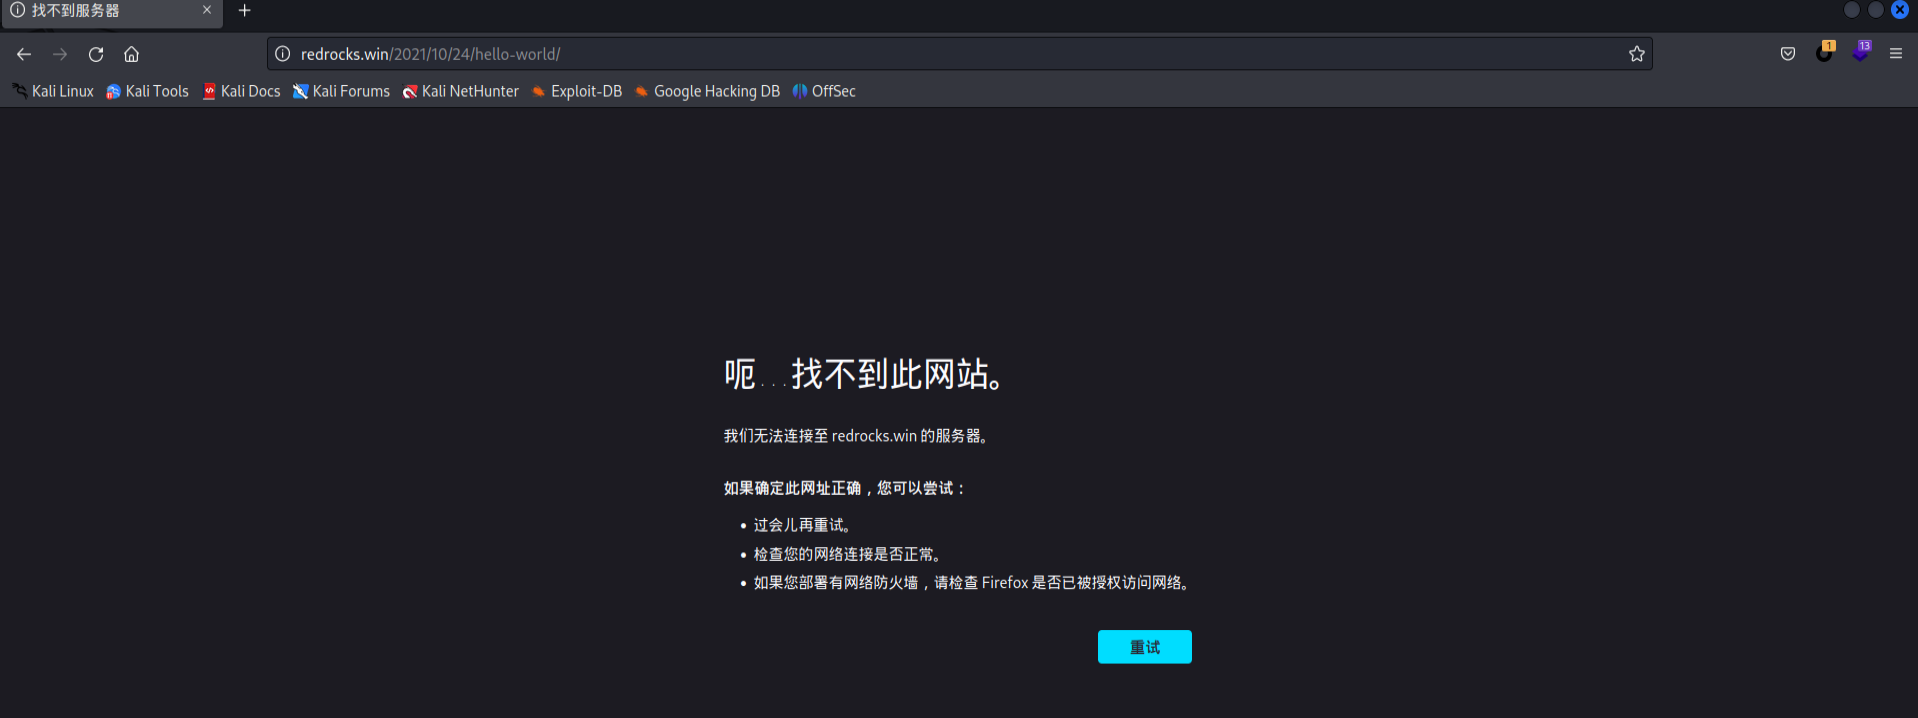 找不到服务器
redrocks.win/2021/10/24/hello-world/
1
13
Kali Linux Kali Tools Kali Docs Kali Forums Kali NetHunter Exploit-DB Google Hacking DB OffSec
呃...找不到此网站。
我们无法连接至 redrocks.win 的服务器。
如果确定此网址正确，您可以尝试：
• 过会儿再重试。
• 检查您的网络连接是否正常。
• 如果您部署有网络防火墙，请检查 Firefox 是否已被授权访问网络。
重试